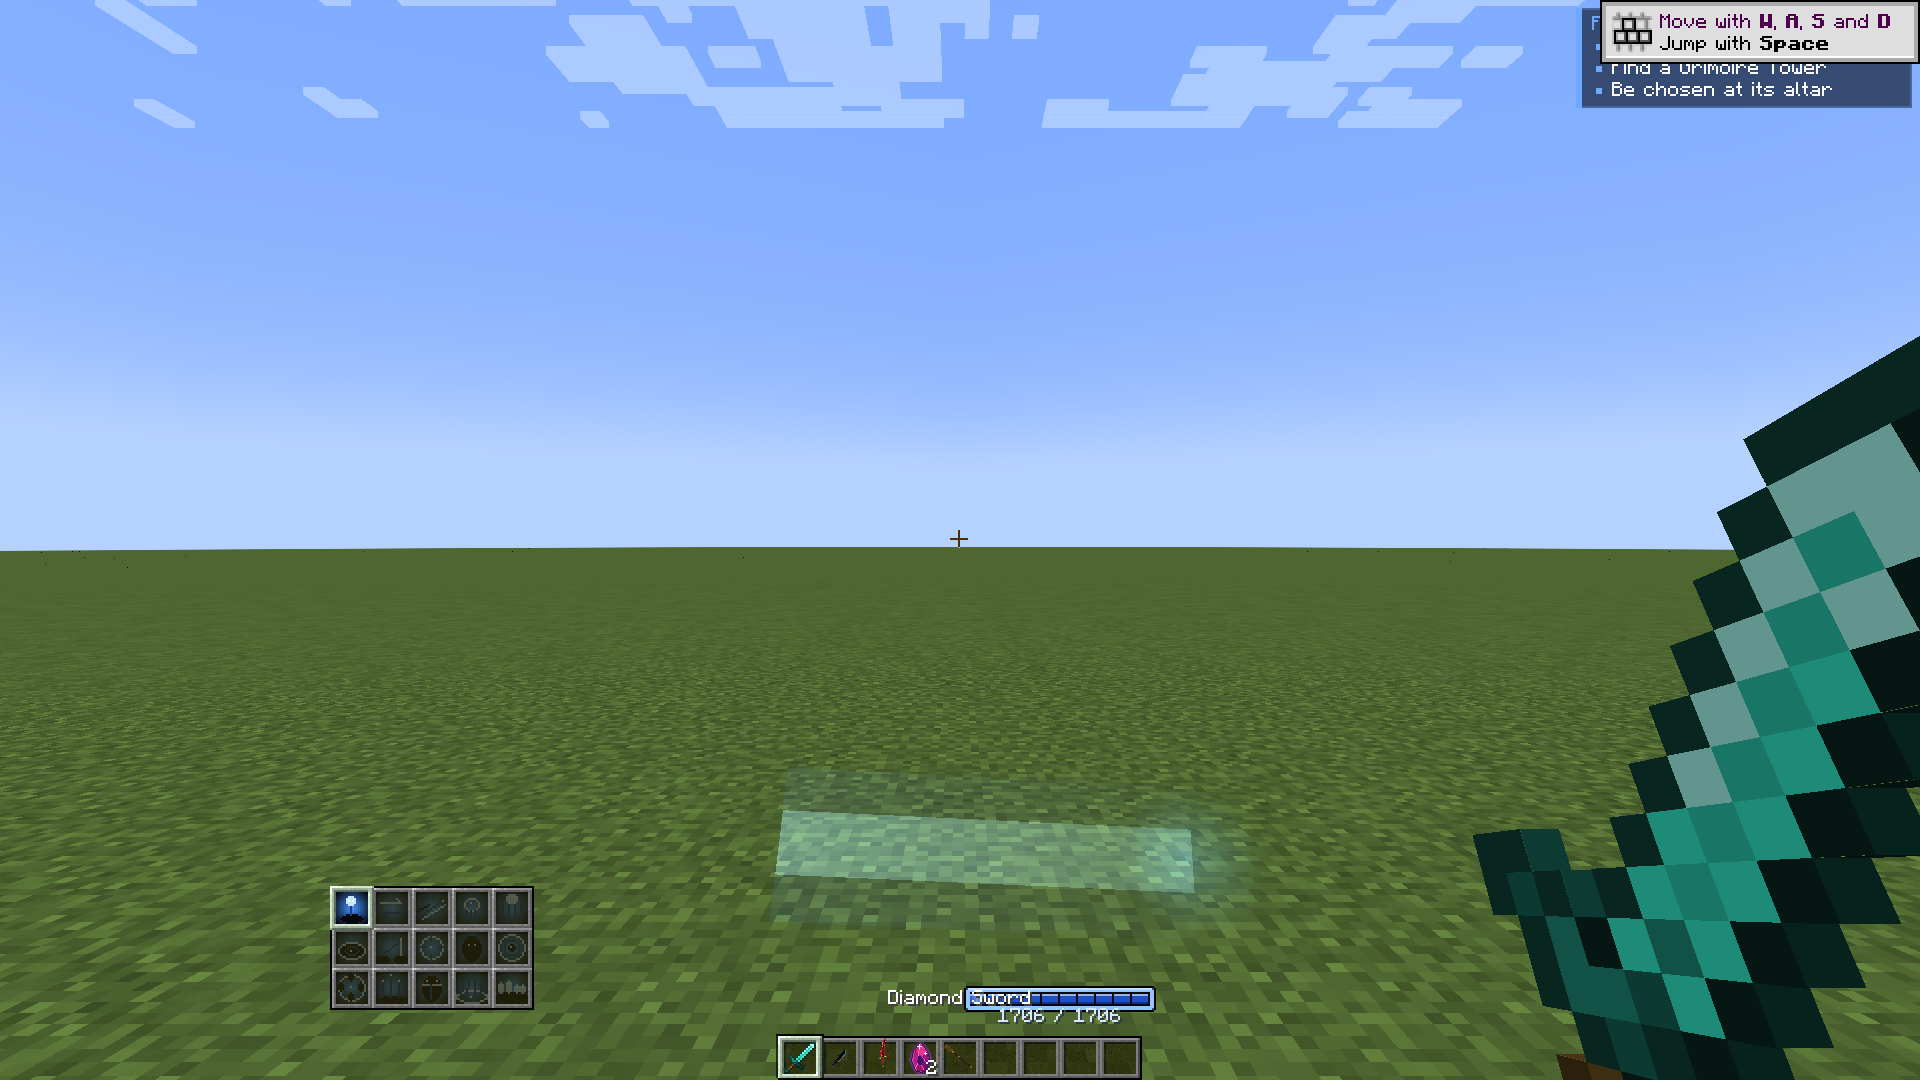 Move with W, A, S and D
Jump with Space
Find a Grimoire Tower
Be chosen at its altar
Diamond Sword
1706 / 1706
2